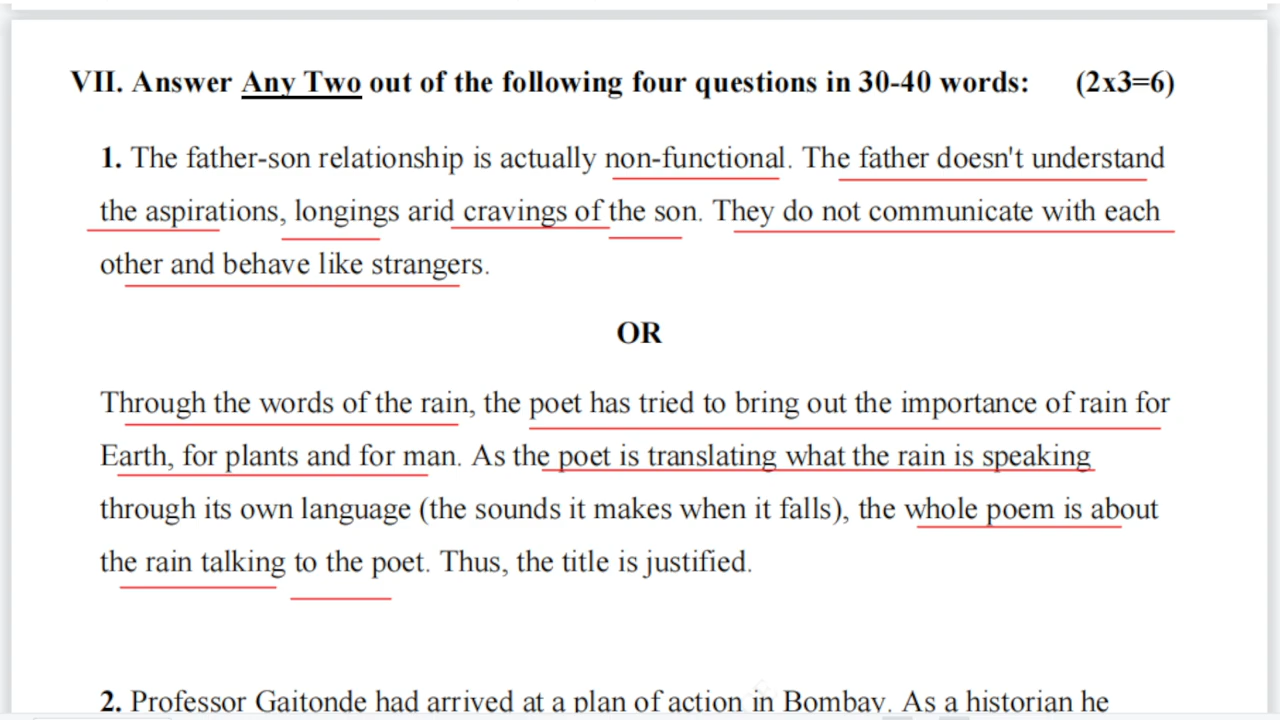 VII. Answer Any Two out of the following four questions in 30-40 words: (2x3=6)
1. The father-son relationship is actually non-functional. The father doesn't understand
the aspirations, longings arid cravings of the son. They do not communicate with each
other and behave like strangers.
OR
Through the words of the rain, the poet has tried to bring out the importance of rain for
Earth, for plants and for man. As the poet is translating what the rain is speaking
through its own language (the sounds it makes when it falls), the whole poem is about
the rain talking to the poet. Thus, the title is justified.
2. Professor Gaitonde had arrived at a plan of action in Bombay. As a historian he